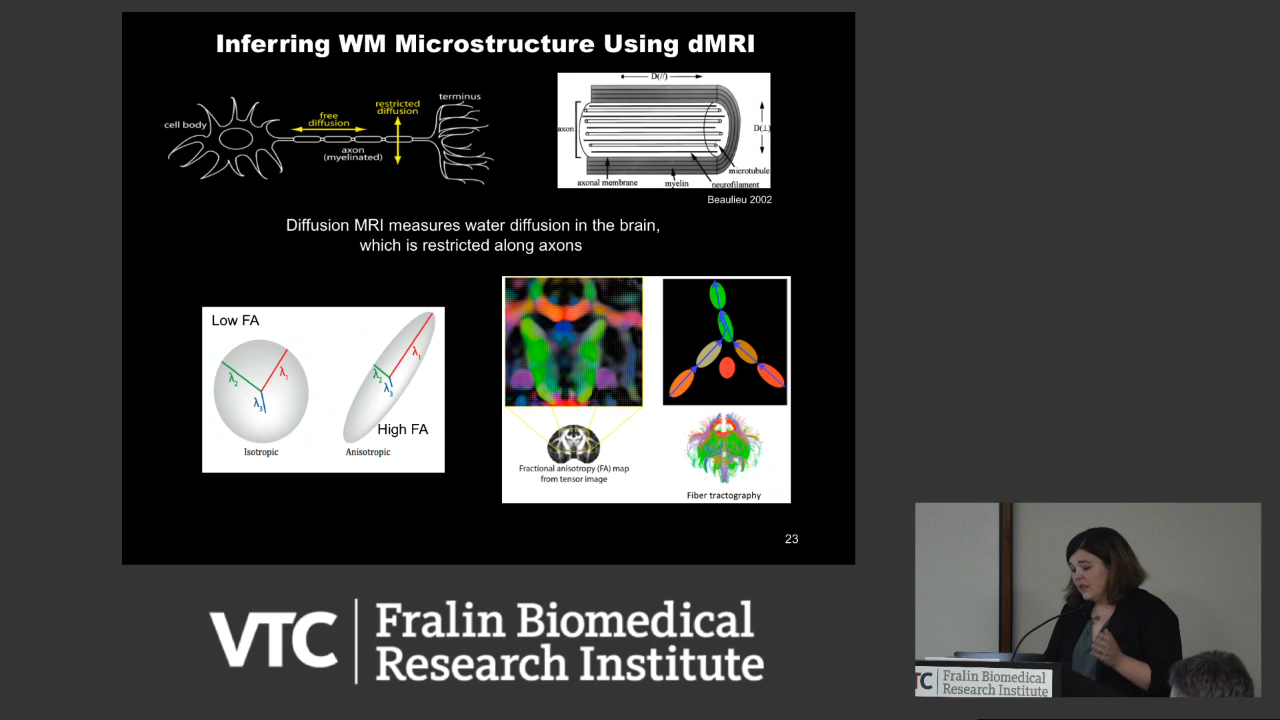 Inferring WM Microstructure Using dMRI
cell body
free
diffusion
restricted
diffusion
terminus
axon
(myelinated)
D(//)
axon
D(⊥)
microtubule
axonal membrane
myelin
neurofilament
Beaulieu 2002
Diffusion MRI measures water diffusion in the brain,
which is restricted along axons
Low FA
λ2
λ1
λ3
Isotropic
λ1
λ2
λ3
High FA
Anisotropic
Fractional anisotropy (FA) map
from tensor image
Fiber tractography
23
VTC
Fralin Biomedical
Research Institute
TC
Fralin Biomedical
Research Institute